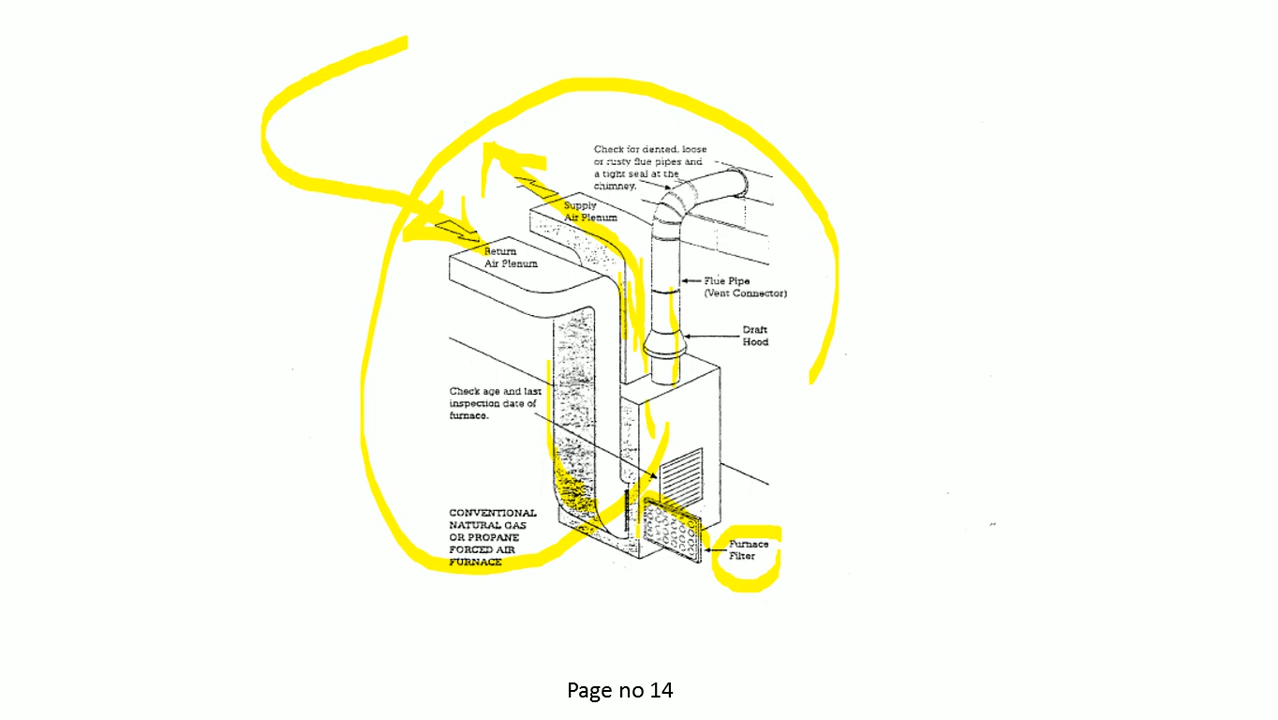 Check for dented, loose
or rusty flue pipes and
a tight seal at the
chimney.
Supply
Air Plenum
Return
Air Plenum
Flue Pipe
(Vent Connector)
Draft
Hood
Check age and last
inspection date of
furnace.
CONVENTIONAL
NATURAL GAS
OR PROPANE
FORCED AIR
FURNACE
Furnace
Filter
Page no 14